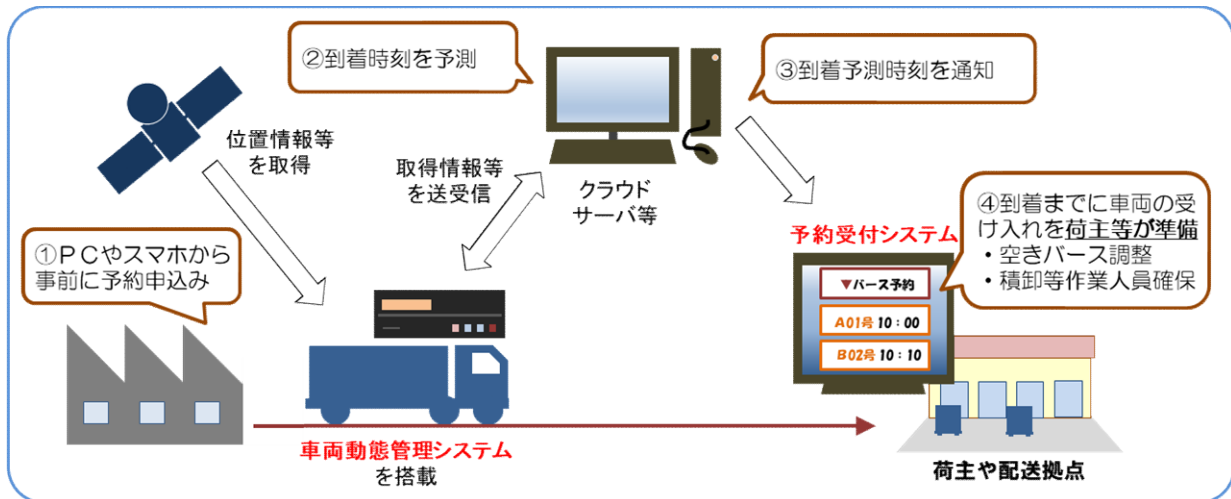 ②到着時刻を予測
③到着予測時刻を通知
位置情報等
を取得
取得情報等
を送受信
クラウド
サーバ等
④到着までに車両の受
け入れを荷主等が準備
・空きバース調整
・積卸等作業人員確保
予約受付システム
①ＰＣやスマホから
事前に予約申込み
▼バース予約
A01号 10：00
B02号 10：10
車両動態管理システム
を搭載
荷主や配送拠点